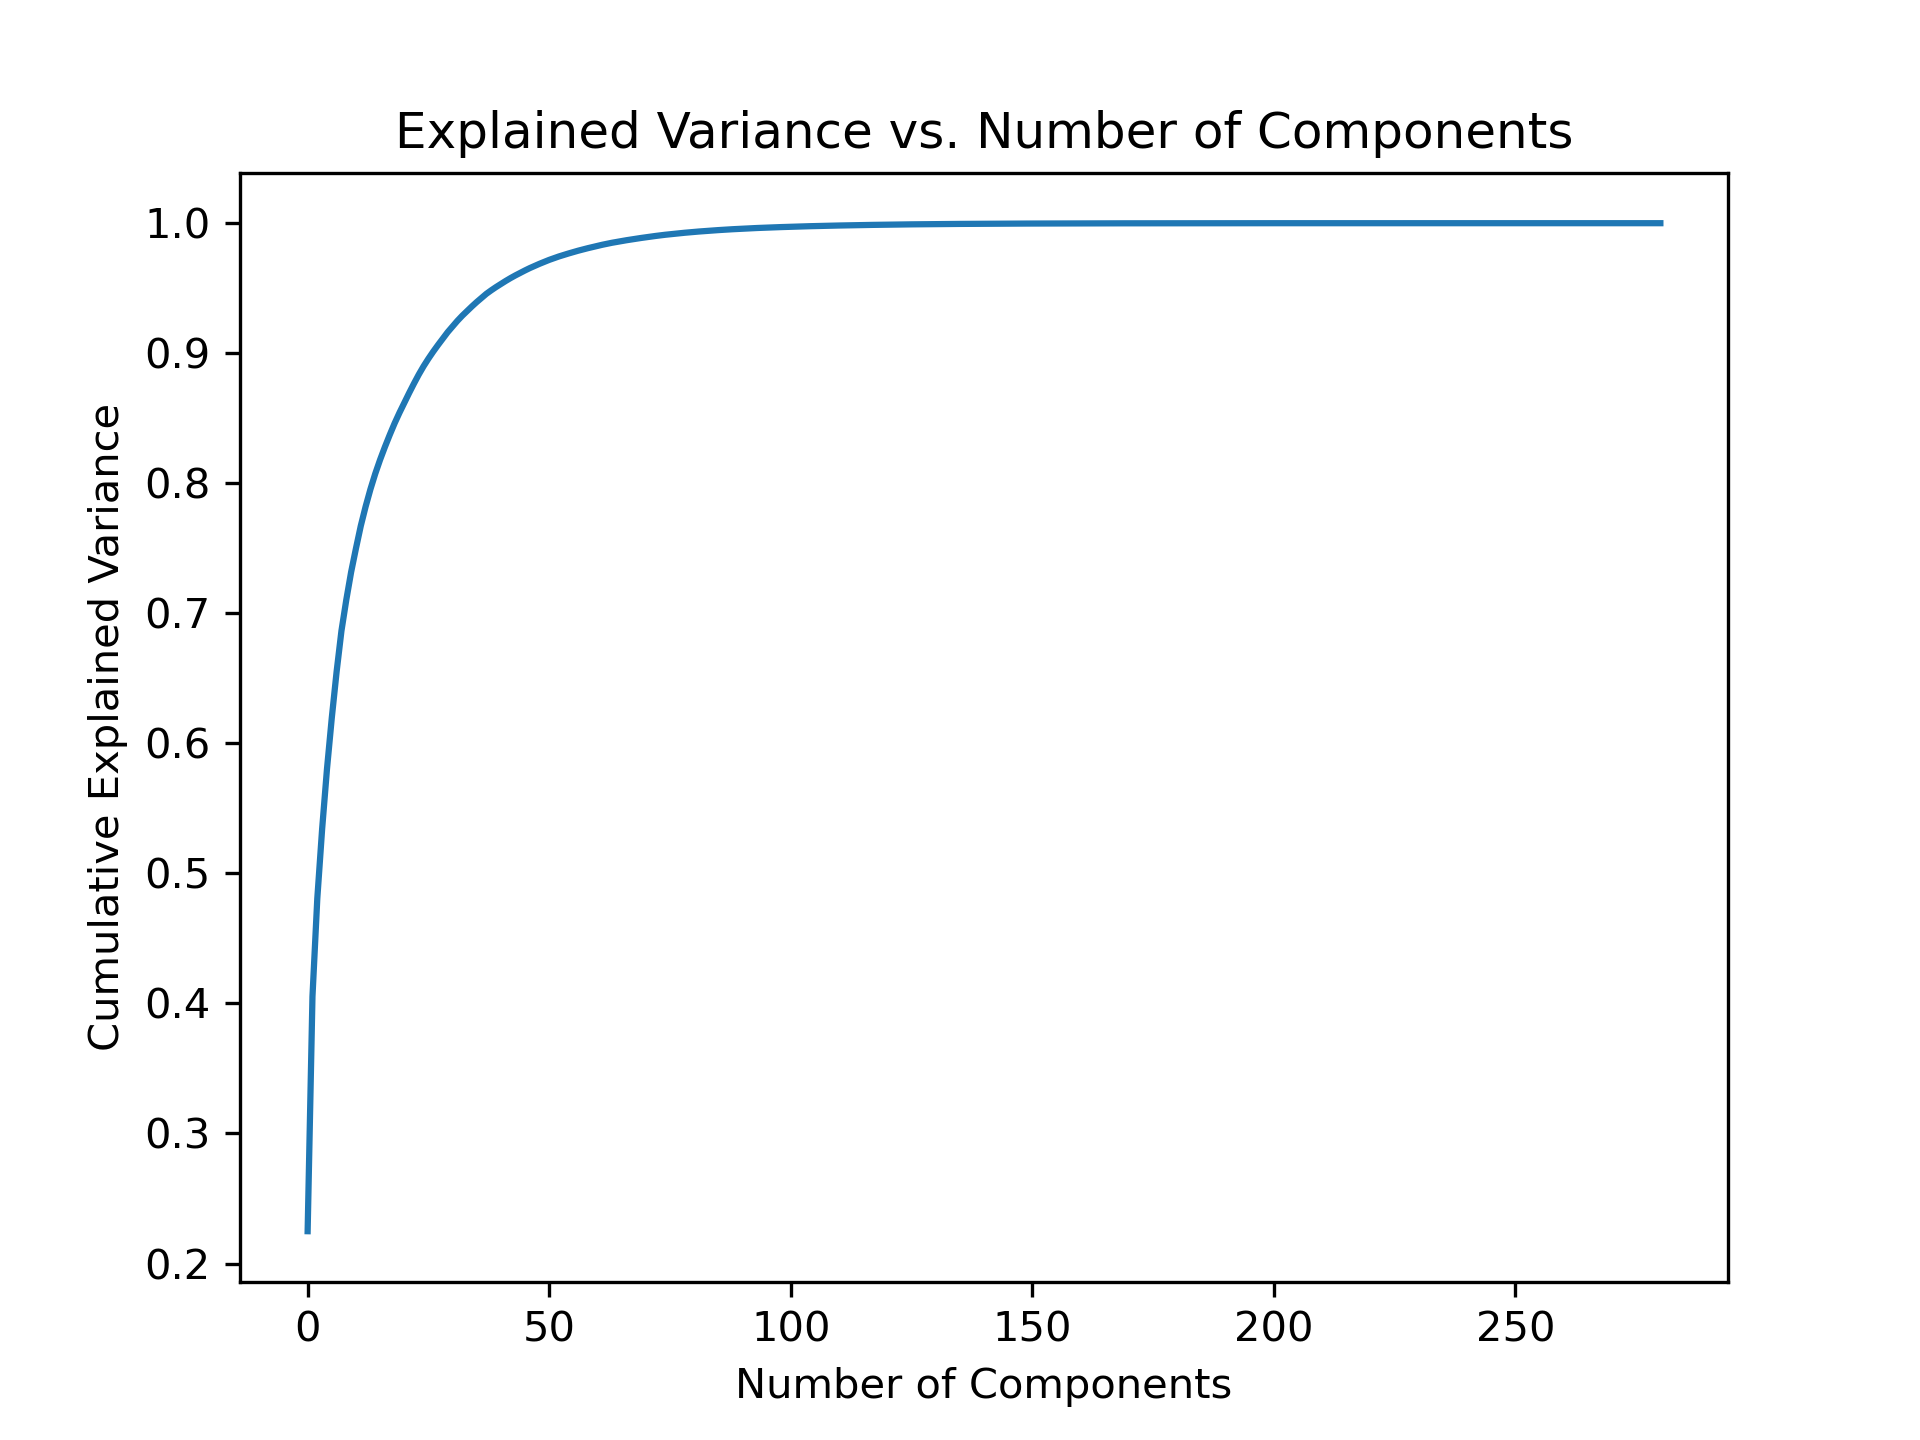 Explained Variance vs. Number of Components
Cumulative Explained Variance
1.0
0.9
0.8
0.7
0.6
0.5
0.4
0.3
0.2
0 50 100 150 200 250
Number of Components